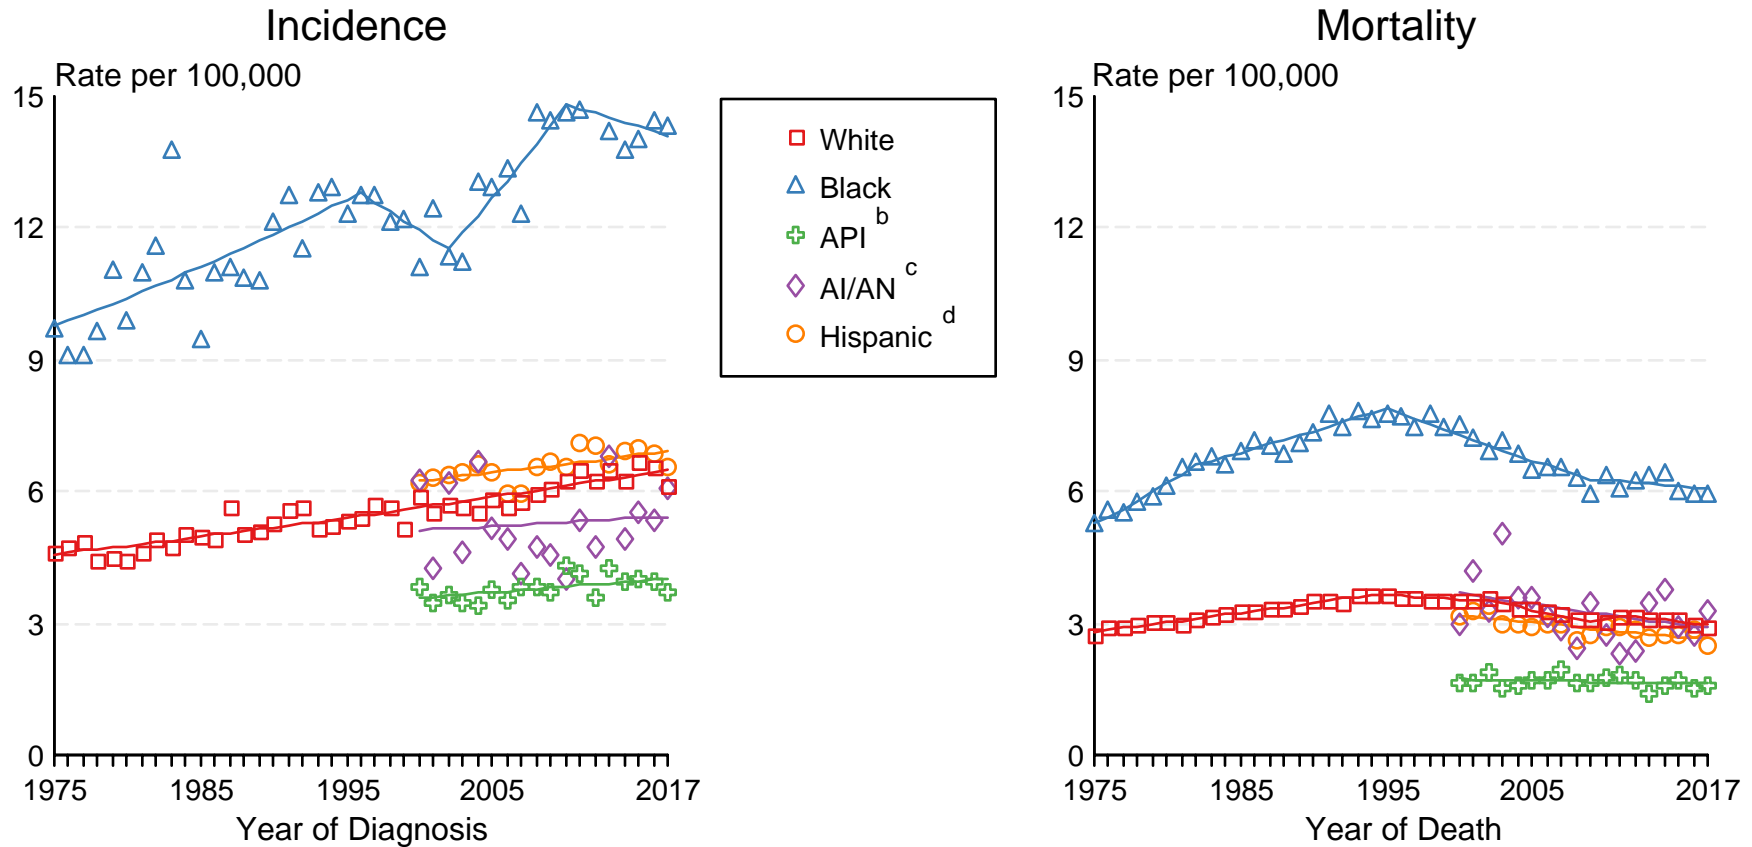 Incidence
Rate per 100,000
15
12
9
6
3
0
1975 1985 1995 2005 2017
Year of Diagnosis
White
Black
API b
AI/AN c
Hispanic d
Mortality
Rate per 100,000
15
12
9
6
3
0
1975 1985 1995 2005 2017
Year of Death